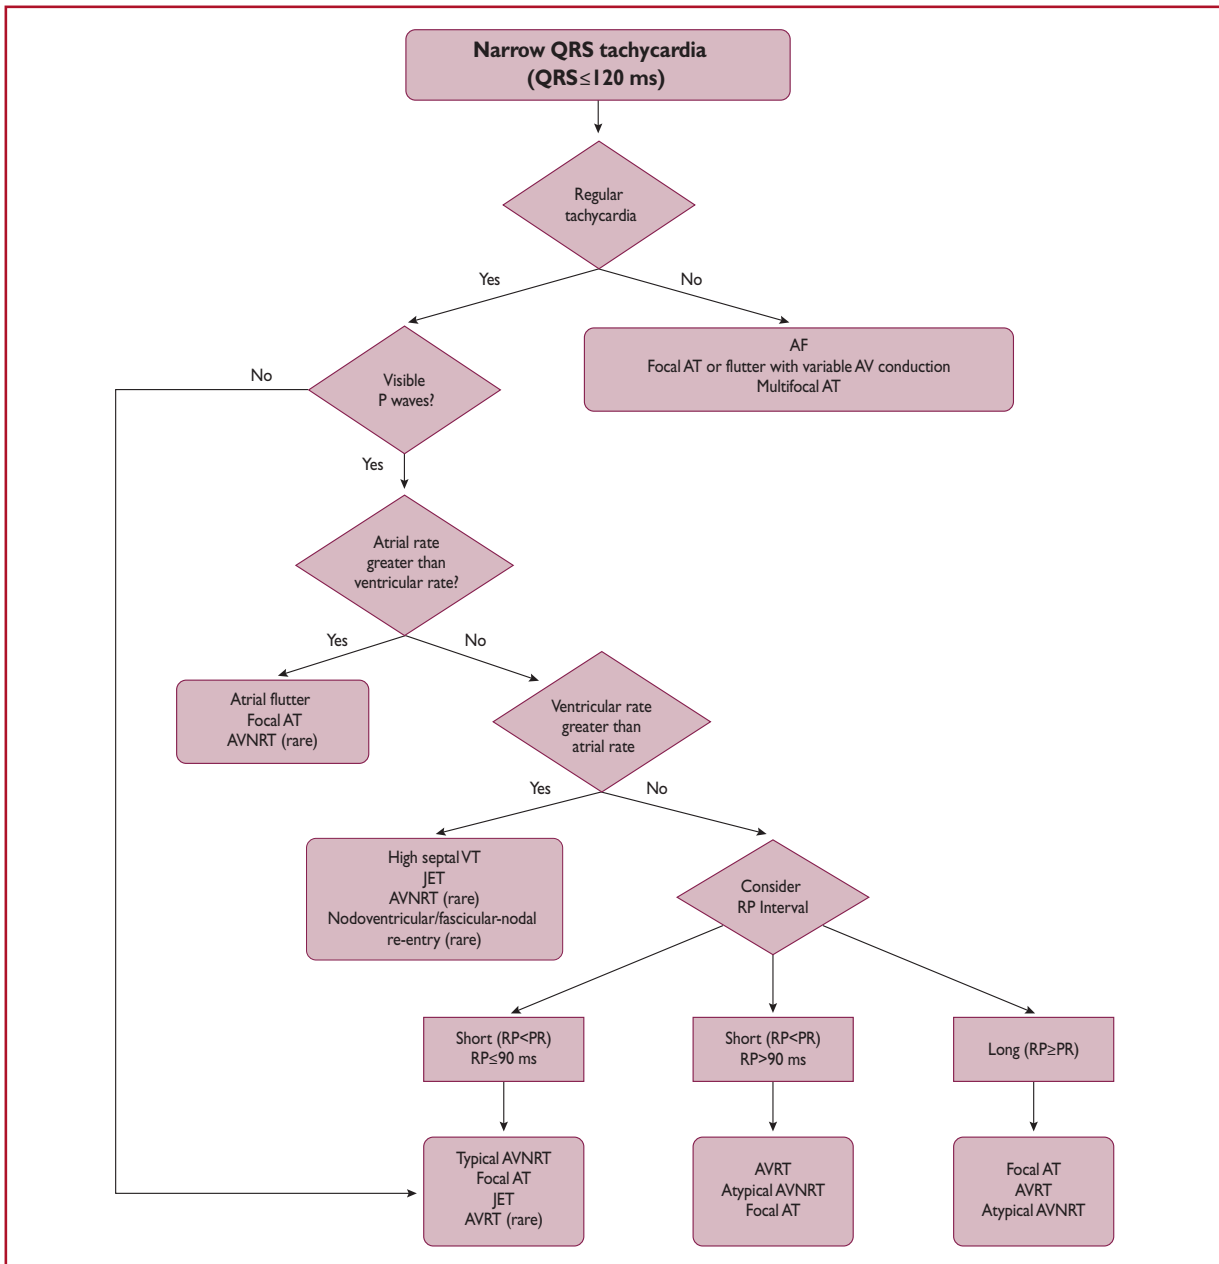 Narrow QRS tachycardia
(QRS≤120 ms)
Regular
tachycardia
Yes
No
AF
Focal AT or flutter with variable AV conduction
Multifocal AT
No
Visible
P waves?
Yes
Atrial rate
greater than
ventricular rate?
Yes
No
Atrial flutter
Focal AT
AVNRT (rare)
Ventricular rate
greater than
atrial rate
Yes
No
High septal VT
JET
AVNRT (rare)
Nodoventricular/fascicular-nodal
re-entry (rare)
Consider
RP Interval
Short (RP<PR)
RP≤90 ms
Short (RP<PR)
RP>90 ms
Long (RP≥PR)
Typical AVNRT
Focal AT
JET
AVRT (rare)
AVRT
Atypical AVNRT
Focal AT
Focal AT
AVRT
Atypical AVNRT